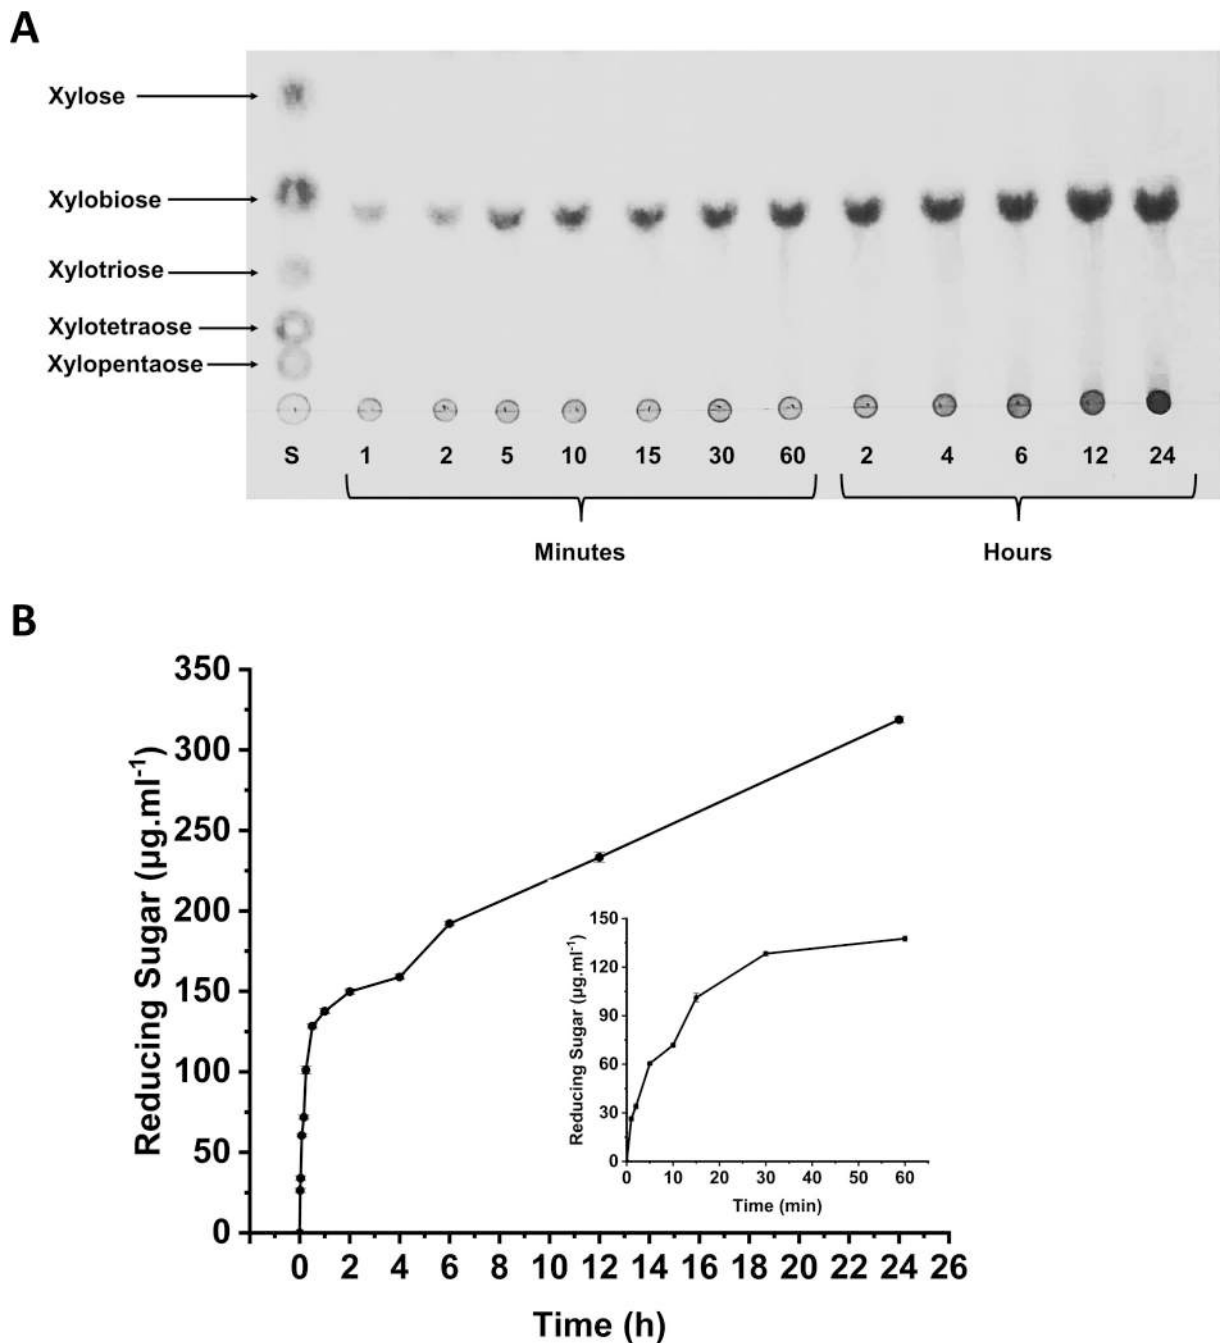 A
Xylose
Xylobiose
Xylotriose
Xylotetraose
Xylopentaose
S 1 2 5 10 15 30 60 2 4 6 12 24
Minutes Hours
B
Reducing Sugar (µg.ml⁻¹)
350
300
250
200
150
100
50
0
0 2 4 6 8 10 12 14 16 18 20 22 24 26
Time (h)
Reducing Sugar (µg.ml⁻¹)
150
120
90
60
30
0
0 10 20 30 40 50 60
Time (min)